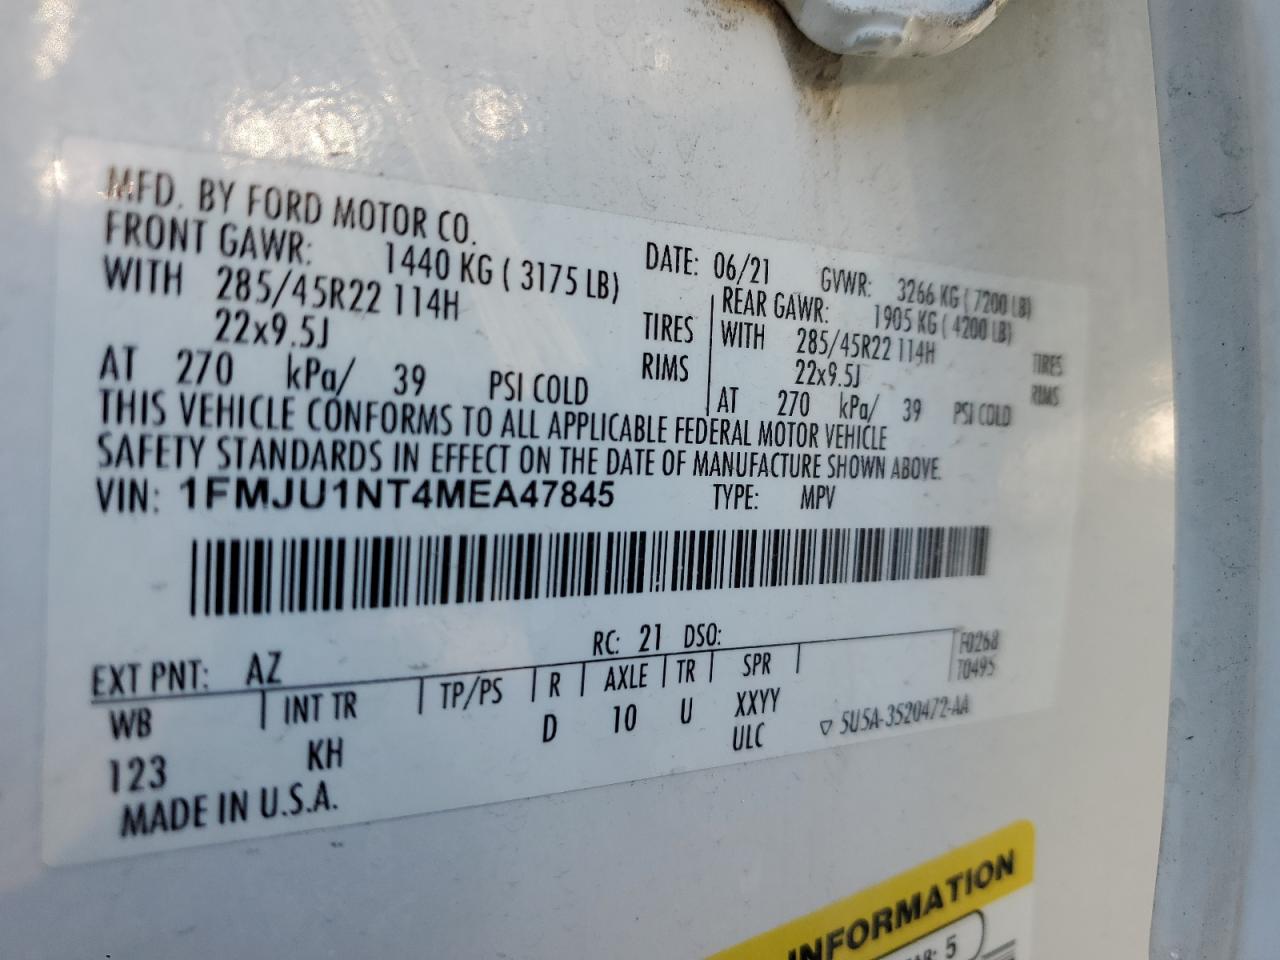 MFD. BY FORD MOTOR CO.
DATE: 06/21 GVWR: 3266 KG ( 7200 LB)
FRONT GAWR: 1440 KG ( 3175 LB)
WITH 285/45R22 114H TIRES
22x9.5J RIMS
AT 270 kPa/ 39 PSI COLD
REAR GAWR: 1905 KG ( 4200 LB)
WITH 285/45R22 114H TIRES
22x9.5J RIMS
AT 270 kPa/ 39 PSI COLD
THIS VEHICLE CONFORMS TO ALL APPLICABLE FEDERAL MOTOR VEHICLE
SAFETY STANDARDS IN EFFECT ON THE DATE OF MANUFACTURE SHOWN ABOVE.
VIN: 1FMJU1NT4MEA47845 TYPE: MPV
EXT PNT: AZ RC: 21 DSO: F0268
T0495
WB INT TR TP/PS R AXLE TR SPR
123 KH D 10 U XXYY
ULC ▽ 5U5A-3520472-AA
MADE IN U.S.A.
INFORMATION
5